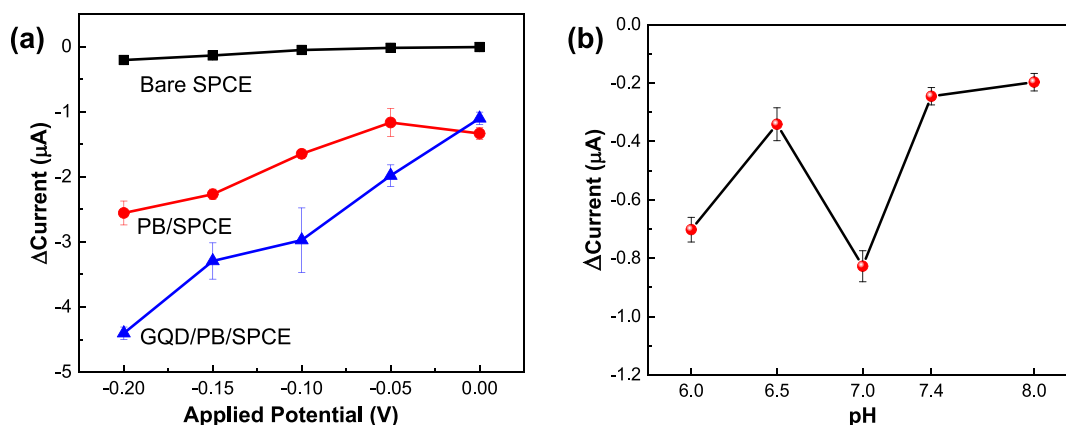 (a)
ΔCurrent (μA)
0
-1
-2
-3
-4
-5
Bare SPCE
PB/SPCE
GQD/PB/SPCE
-0.20 -0.15 -0.10 -0.05 0.00
Applied Potential (V)
(b)
ΔCurrent (μA)
0.0
-0.2
-0.4
-0.6
-0.8
-1.0
-1.2
6.0 6.5 7.0 7.4 8.0
pH